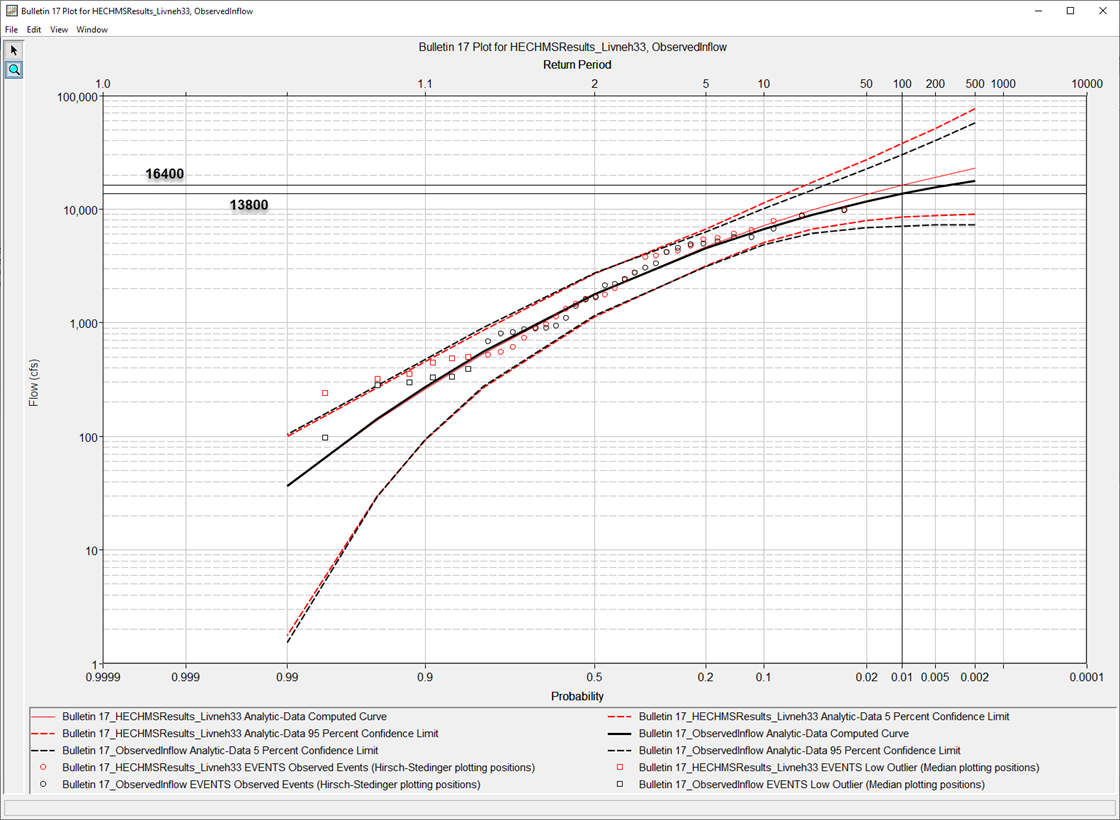 Bulletin 17 Plot for HECHMSResults_Livneh33, ObservedInflow
File Edit View Window
Bulletin 17 Plot for HECHMSResults_Livneh33, ObservedInflow
Return Period
1.0 1.1 2 5 10 50 100 200 500 1000 10000
100,000
16400
13800
10,000
1,000
Flow (cfs)
100
10
1
0.9999 0.999 0.99 0.9 0.5 0.2 0.1 0.02 0.01 0.005 0.002 0.0001
Probability
Bulletin 17_HECHMSResults_Livneh33 Analytic-Data Computed Curve
Bulletin 17_HECHMSResults_Livneh33 Analytic-Data 5 Percent Confidence Limit
Bulletin 17_HECHMSResults_Livneh33 Analytic-Data 95 Percent Confidence Limit
Bulletin 17_ObservedInflow Analytic-Data Computed Curve
Bulletin 17_ObservedInflow Analytic-Data 5 Percent Confidence Limit
Bulletin 17_ObservedInflow Analytic-Data 95 Percent Confidence Limit
Bulletin 17_HECHMSResults_Livneh33 EVENTS Observed Events (Hirsch-Stedinger plotting positions)
Bulletin 17_HECHMSResults_Livneh33 EVENTS Low Outlier (Median plotting positions)
Bulletin 17_ObservedInflow EVENTS Observed Events (Hirsch-Stedinger plotting positions)
Bulletin 17_ObservedInflow EVENTS Low Outlier (Median plotting positions)